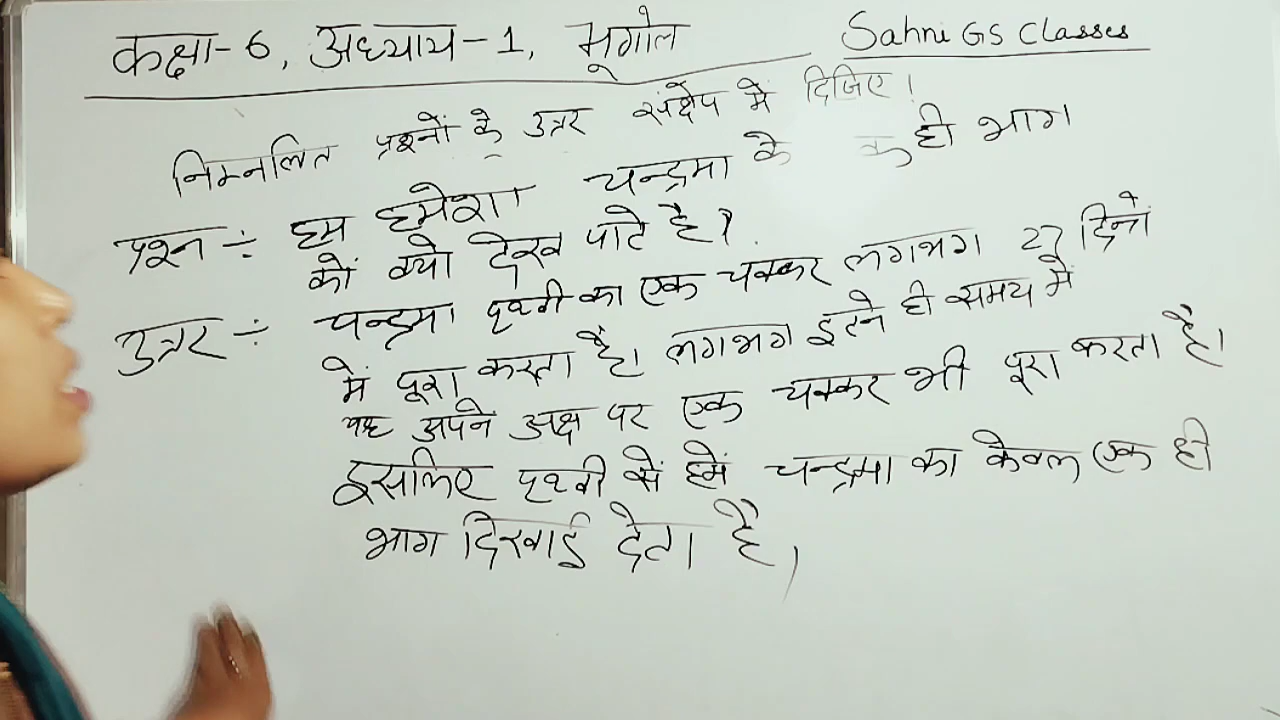 कक्षा-6, अध्याय-1, भूगोल
Sahni GS Classes
निम्नलित प्रश्नों के उत्तर संक्षेप में दिजिए।
प्रश्न ÷ हम हमेशा चन्द्रमा के ही भाग
को क्यो देख पाते है?
उत्तर ÷ चन्द्रमा पृथ्वी का एक चक्कर लगभग 27 दिनों
में पूरा करता है। लगभग इतने ही समय में
यह अपने अक्ष पर एक चक्कर भी पूरा करता है।
इसलिए पृथ्वी से हमें चन्द्रमा का केवल एक ही
भाग दिखाई देता है।